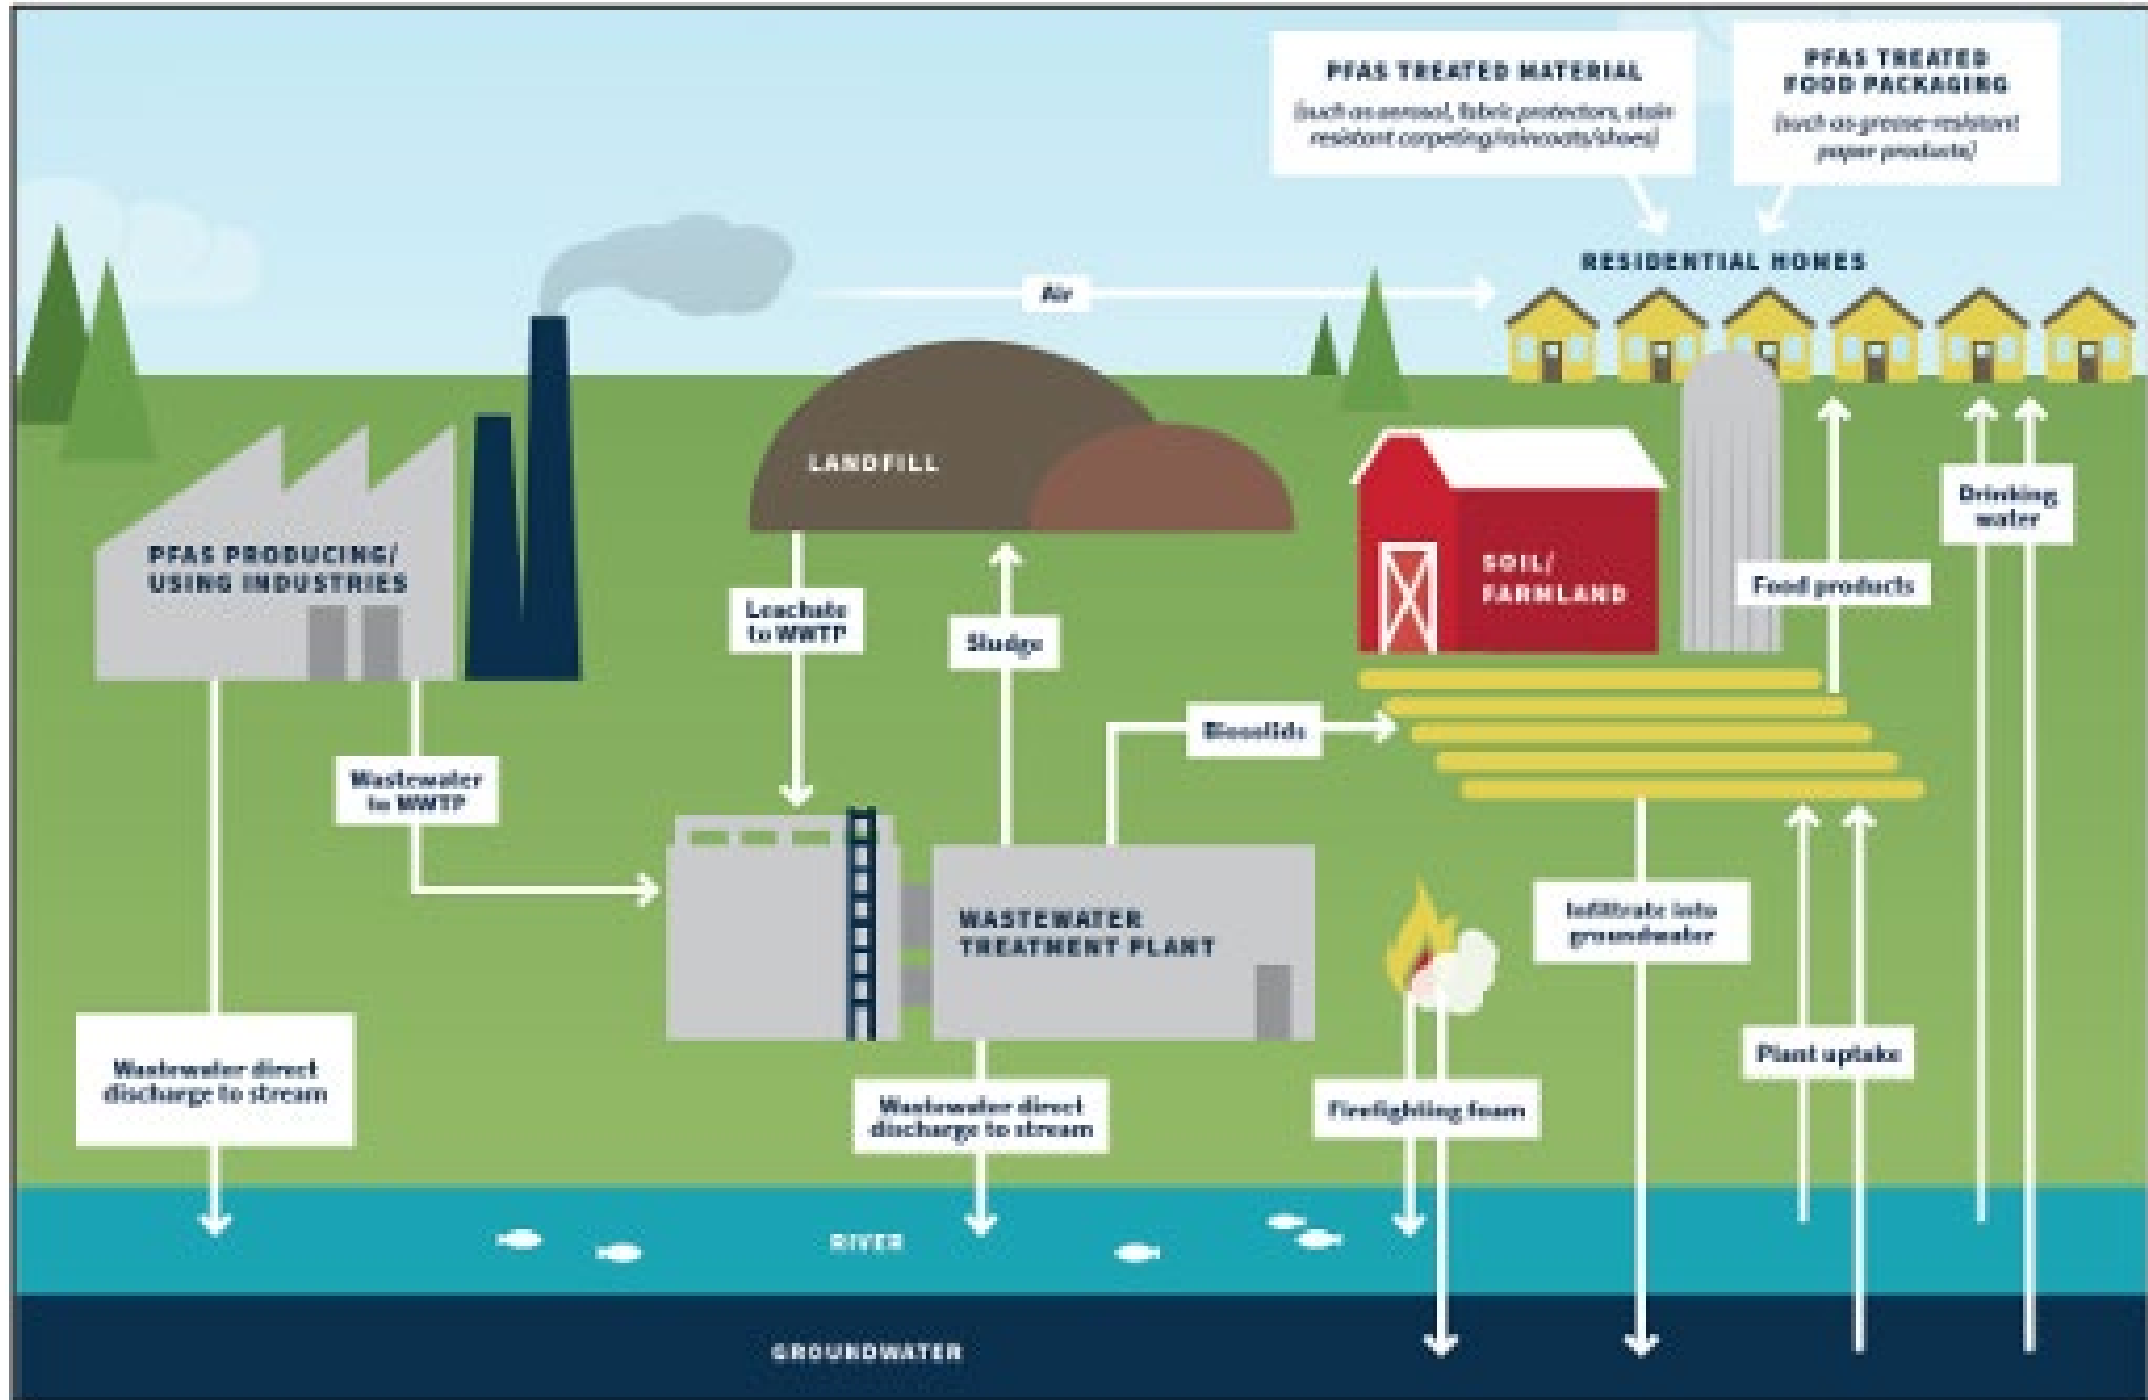 PFAS TREATED MATERIAL
(such as aerosol, fabric protectors, stain
resistant carpeting/raincoats/shoes)
PFAS TREATED
FOOD PACKAGING
(such as grease-resistant
paper products)
RESIDENTIAL HOMES
Air
LANDFILL
PFAS PRODUCING/
USING INDUSTRIES
Leachate
to WWTP
Sludge
SOIL/
FARMLAND
Food products
Drinking
water
Biosolids
Wastewater
to WWTP
WASTEWATER
TREATMENT PLANT
Infiltrate into
groundwater
Plant uptake
Wastewater direct
discharge to stream
Wastewater direct
discharge to stream
Firefighting foam
RIVER
GROUNDWATER